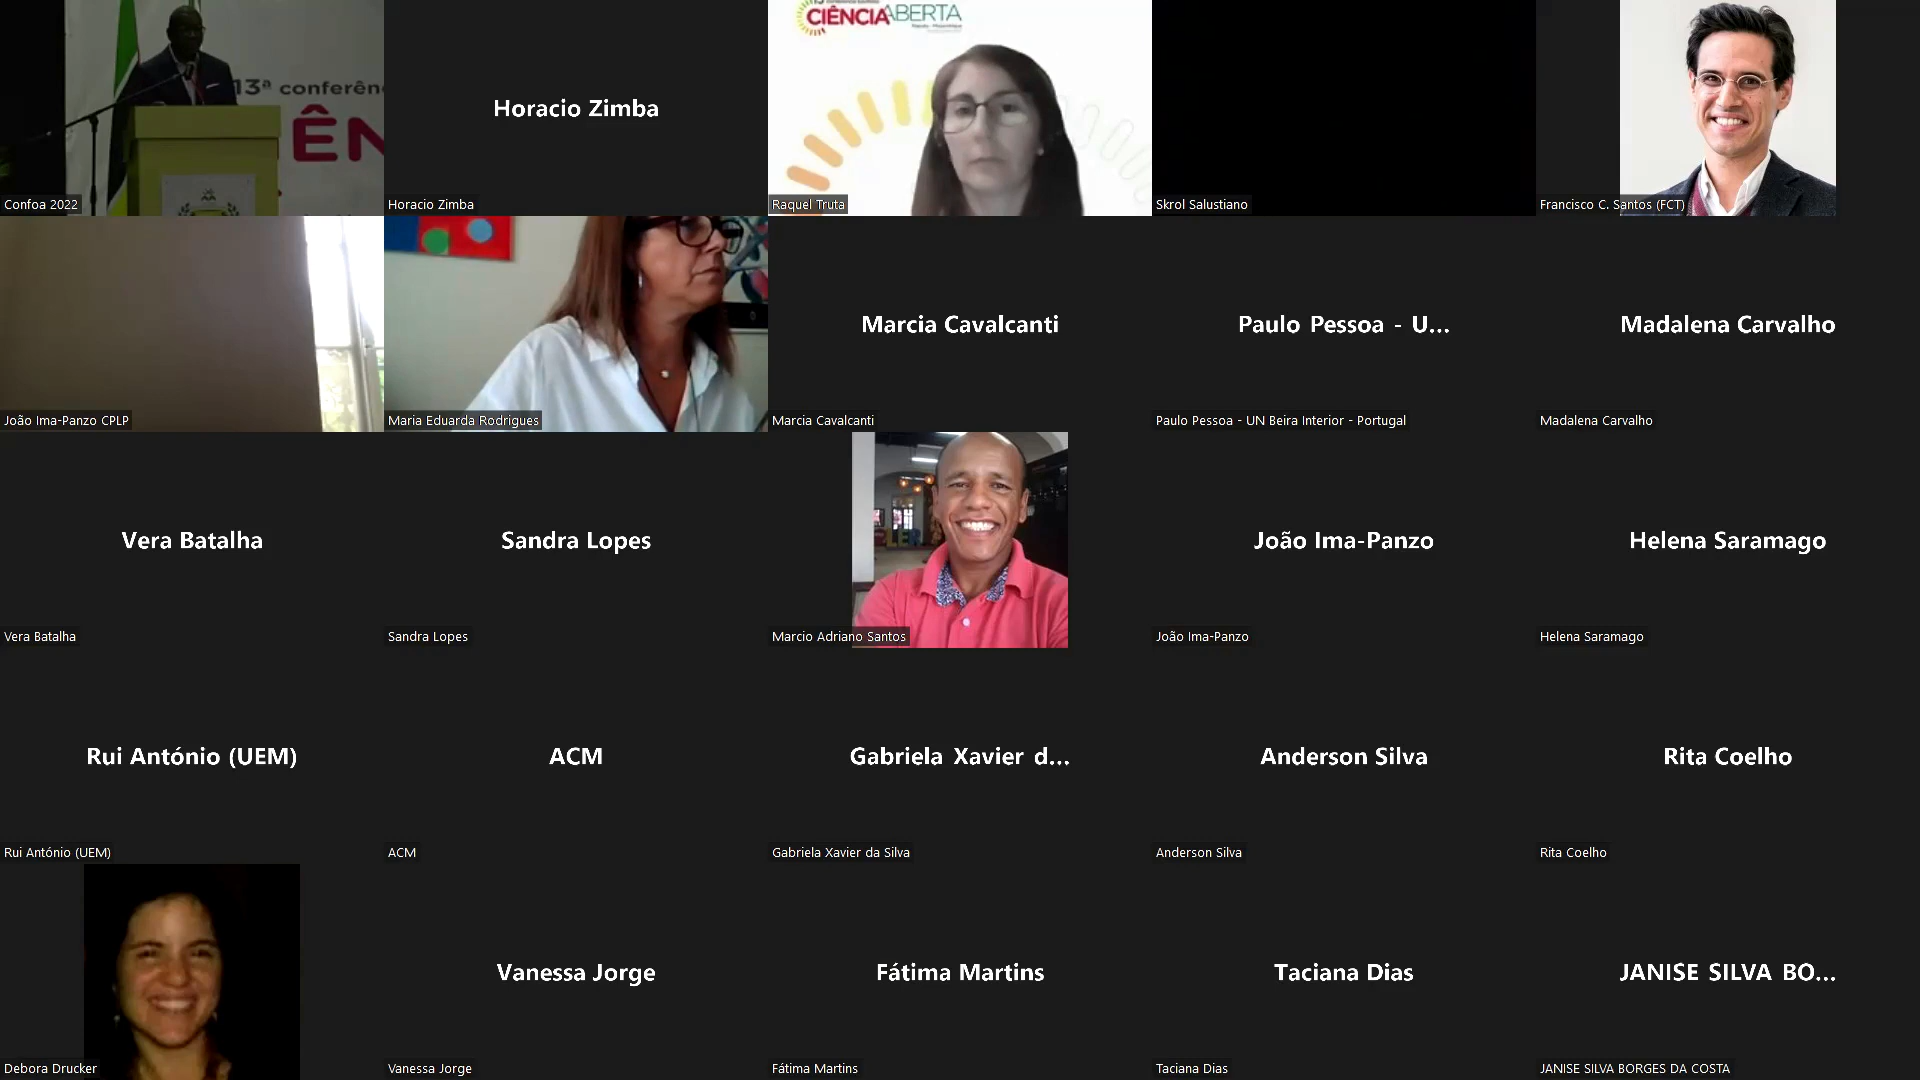 13ª conferên
ÊN
Confoa 2022
Horacio Zimba
Horacio Zimba
CIÊNCIA ABERTA
Raquel Truta
Skrol Salustiano
Francisco C. Santos (FCT)
João Ima-Panzo CPLP
Maria Eduarda Rodrigues
Marcia Cavalcanti
Marcia Cavalcanti
Paulo Pessoa - U...
Paulo Pessoa - UN Beira Interior - Portugal
Madalena Carvalho
Madalena Carvalho
Vera Batalha
Vera Batalha
Sandra Lopes
Sandra Lopes
LER
Marcio Adriano Santos
João Ima-Panzo
João Ima-Panzo
Helena Saramago
Helena Saramago
Rui António (UEM)
Rui António (UEM)
ACM
ACM
Gabriela Xavier d...
Gabriela Xavier da Silva
Anderson Silva
Anderson Silva
Rita Coelho
Rita Coelho
Debora Drucker
Vanessa Jorge
Vanessa Jorge
Fátima Martins
Fátima Martins
Taciana Dias
Taciana Dias
JANISE SILVA BO...
JANISE SILVA BORGES DA COSTA